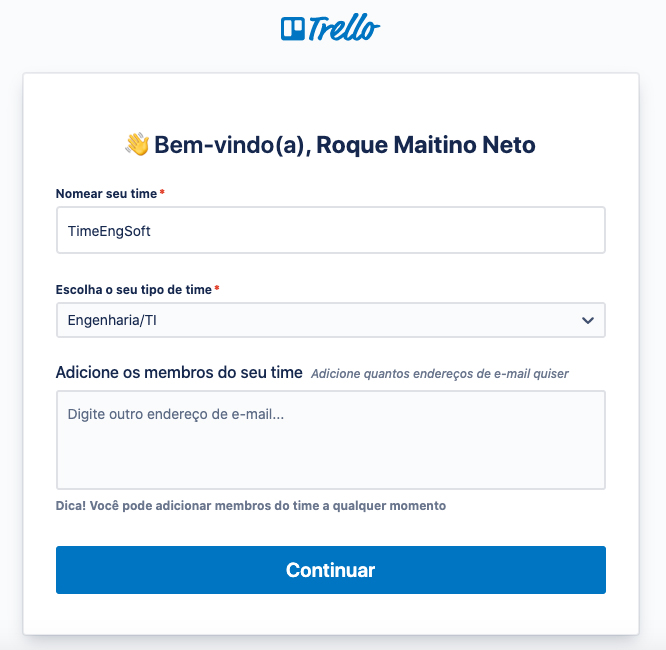 Trello
Bem-vindo(a), Roque Maitino Neto
Nomear seu time*
TimeEngSoft
Escolha o seu tipo de time*
Engenharia/TI
Adicione os membros do seu time Adicione quantos endereços de e-mail quiser
Digite outro endereço de e-mail...
Dica! Você pode adicionar membros do time a qualquer momento
Continuar